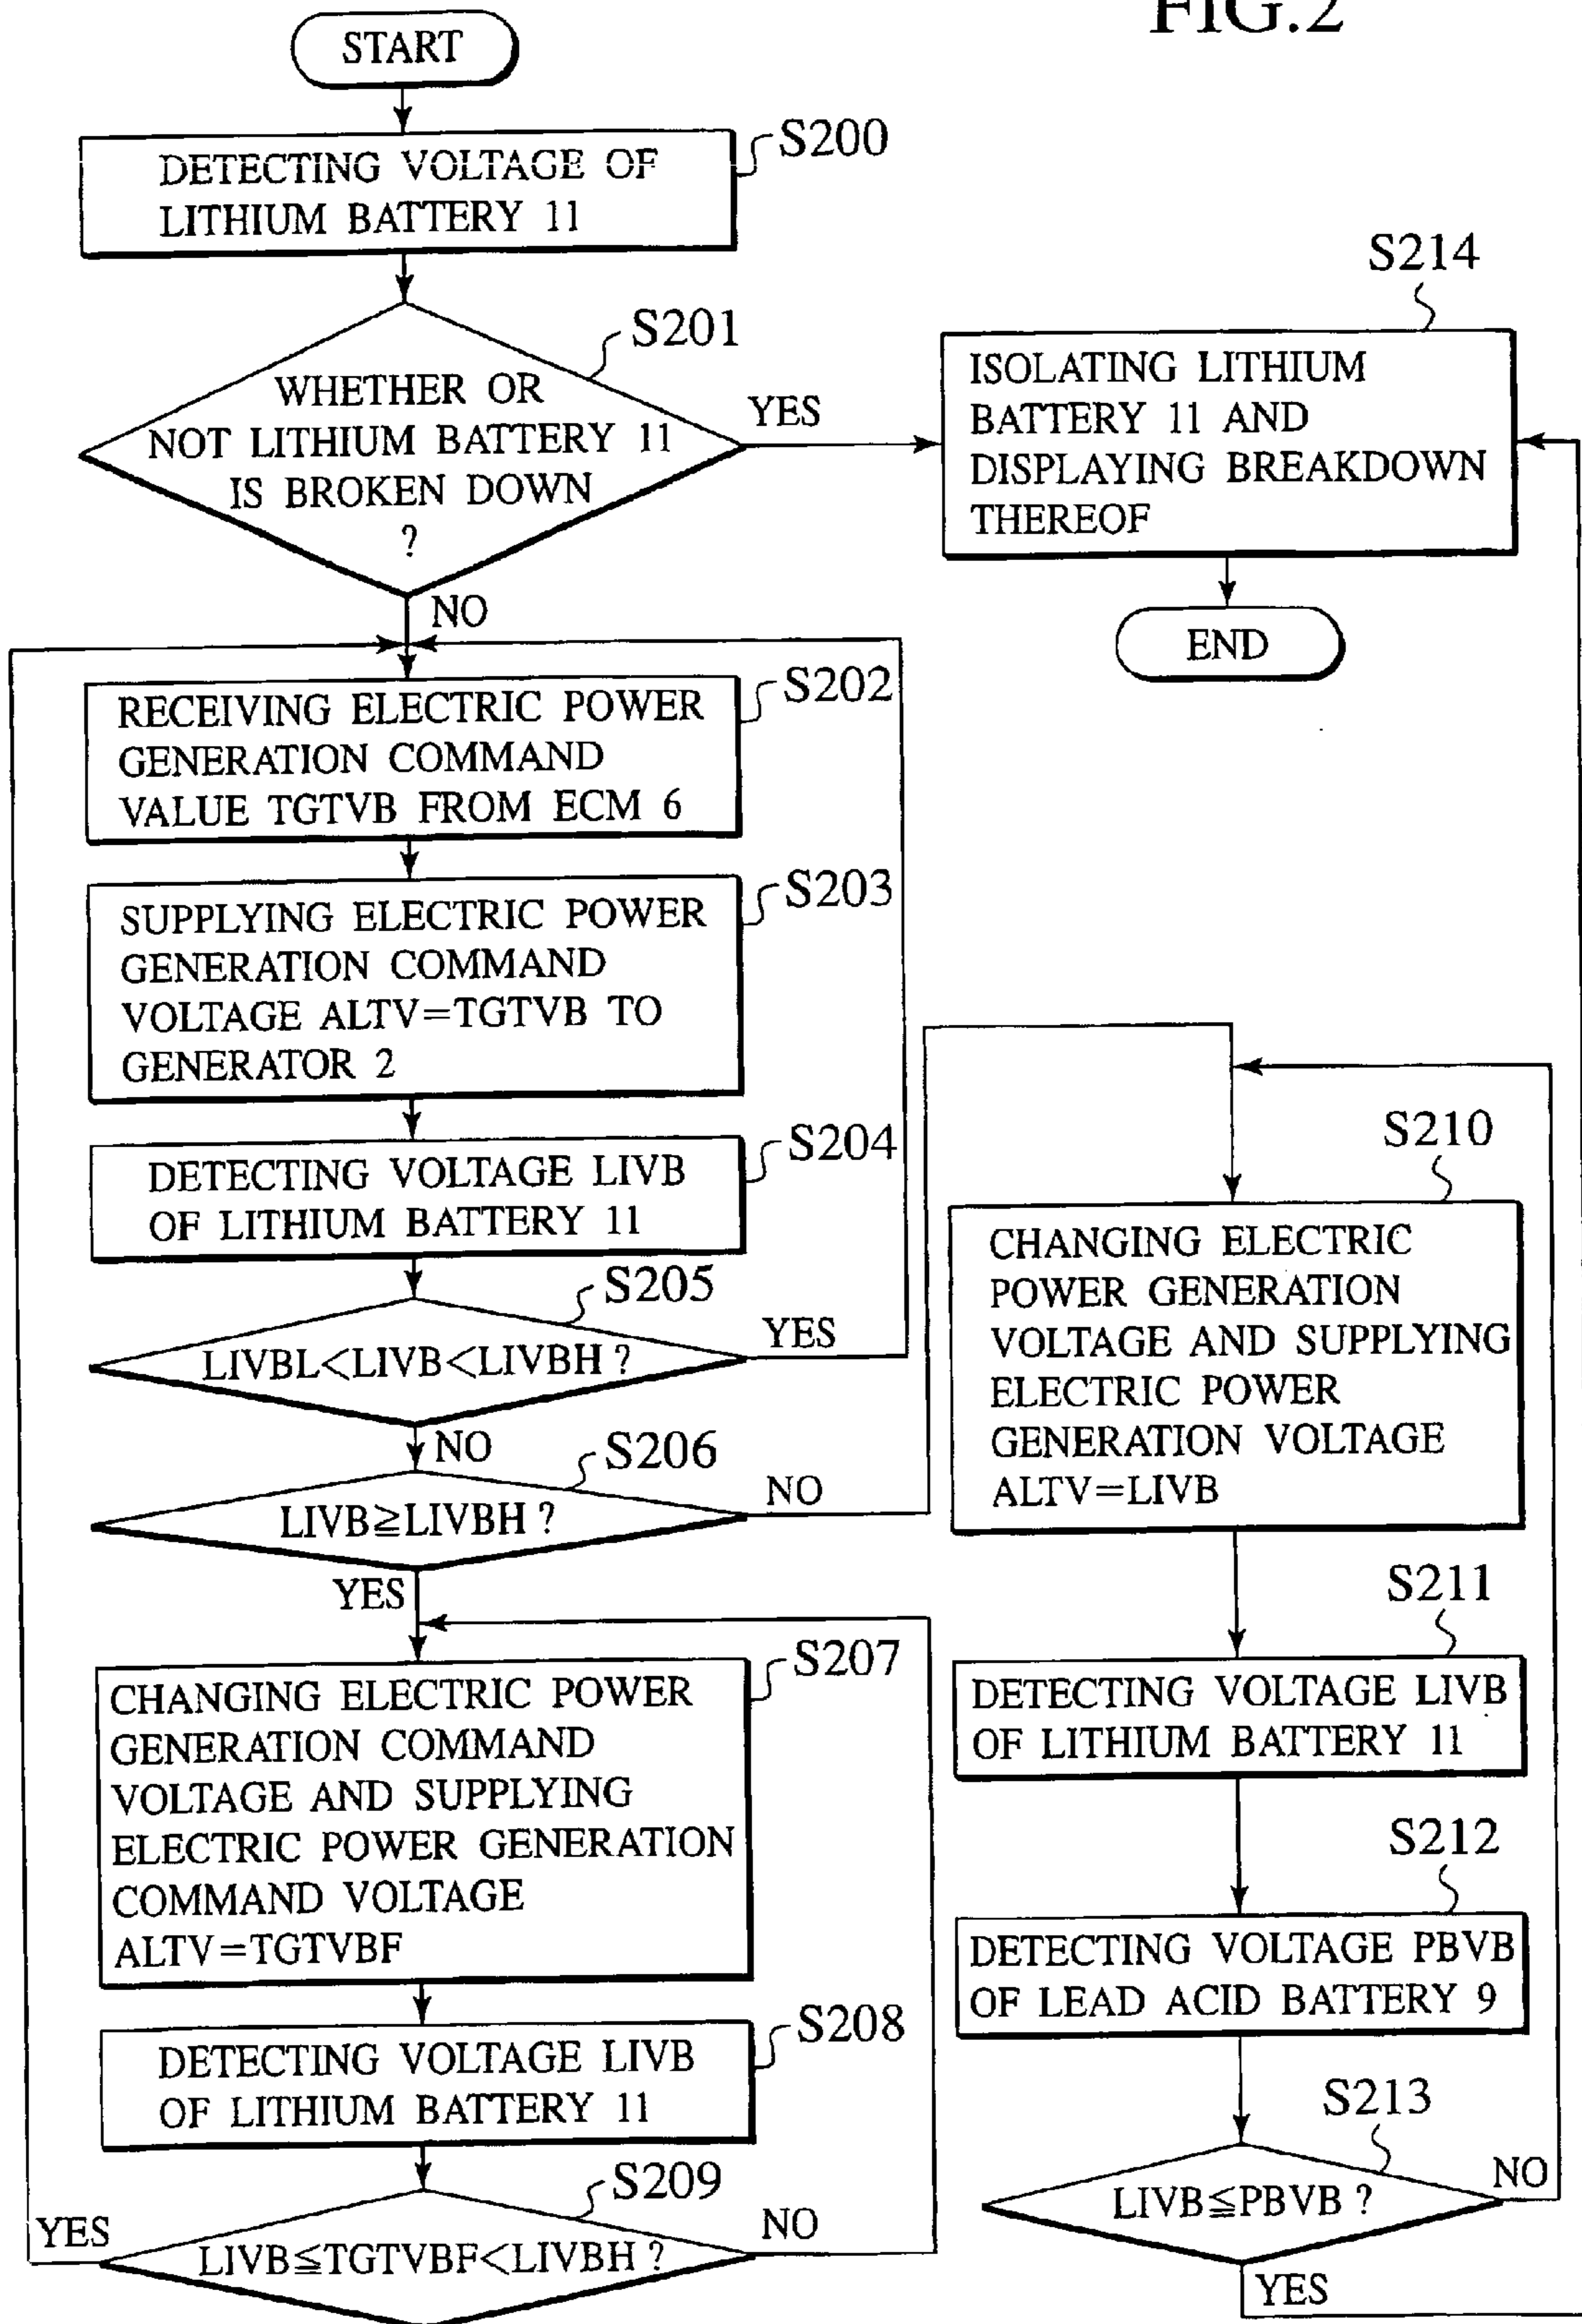 FIG.2
START
DETECTING VOLTAGE OF
LITHIUM BATTERY 11
S200
WHETHER OR
NOT LITHIUM BATTERY 11
IS BROKEN DOWN
?
S201
YES
NO
S214
ISOLATING LITHIUM
BATTERY 11 AND
DISPLAYING BREAKDOWN
THEREOF
END
RECEIVING ELECTRIC POWER
GENERATION COMMAND
VALUE TGTVB FROM ECM 6
S202
SUPPLYING ELECTRIC POWER
GENERATION COMMAND
VOLTAGE ALTV=TGTVB TO
GENERATOR 2
S203
DETECTING VOLTAGE LIVB
OF LITHIUM BATTERY 11
S204
LIVBL<LIVB<LIVBH ?
S205
YES
NO
LIVB≧LIVBH ?
S206
NO
YES
CHANGING ELECTRIC POWER
GENERATION COMMAND
VOLTAGE AND SUPPLYING
ELECTRIC POWER GENERATION
COMMAND VOLTAGE
ALTV=TGTVBF
S207
DETECTING VOLTAGE LIVB
OF LITHIUM BATTERY 11
S208
LIVB≦TGTVBF<LIVBH ?
S209
YES
NO
S210
CHANGING ELECTRIC
POWER GENERATION
VOLTAGE AND SUPPLYING
ELECTRIC POWER
GENERATION VOLTAGE
ALTV=LIVB
S211
DETECTING VOLTAGE LIVB
OF LITHIUM BATTERY 11
S212
DETECTING VOLTAGE PBVB
OF LEAD ACID BATTERY 9
S213
LIVB≦PBVB ?
NO
YES